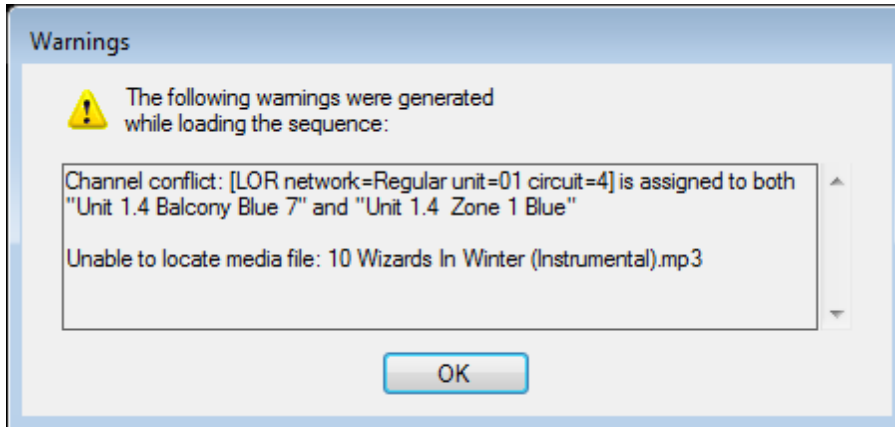 Warnings
The following warnings were generated
while loading the sequence:
Channel conflict: [LOR network=Regular unit=01 circuit=4] is assigned to both
"Unit 1.4 Balcony Blue 7" and "Unit 1.4  Zone 1 Blue"
Unable to locate media file: 10 Wizards In Winter (Instrumental).mp3
OK